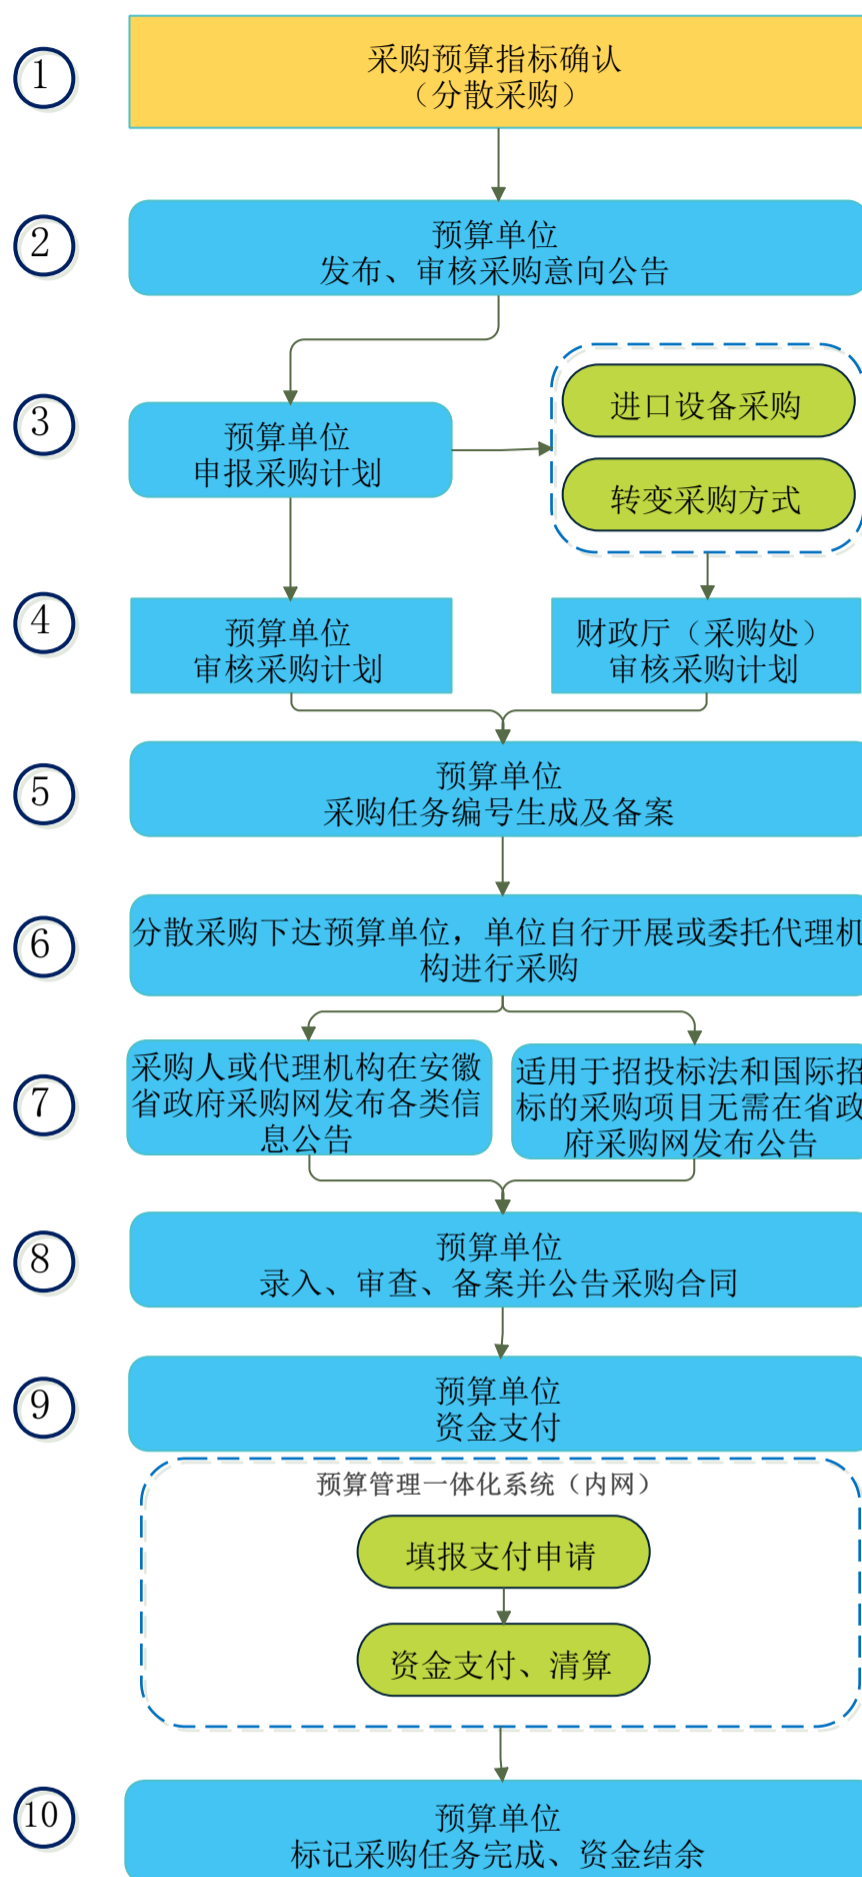 1
采购预算指标确认
（分散采购）
2
预算单位
发布、审核采购意向公告
3
预算单位
申报采购计划
进口设备采购
转变采购方式
4
预算单位
审核采购计划
财政厅（采购处）
审核采购计划
5
预算单位
采购任务编号生成及备案
6
分散采购下达预算单位，单位自行开展或委托代理机
构进行采购
7
采购人或代理机构在安徽
省政府采购网发布各类信
息公告
适用于招投标法和国际招
标的采购项目无需在省政
府采购网发布公告
8
预算单位
录入、审查、备案并公告采购合同
9
预算单位
资金支付
预算管理一体化系统（内网）
填报支付申请
资金支付、清算
10
预算单位
标记采购任务完成、资金结余